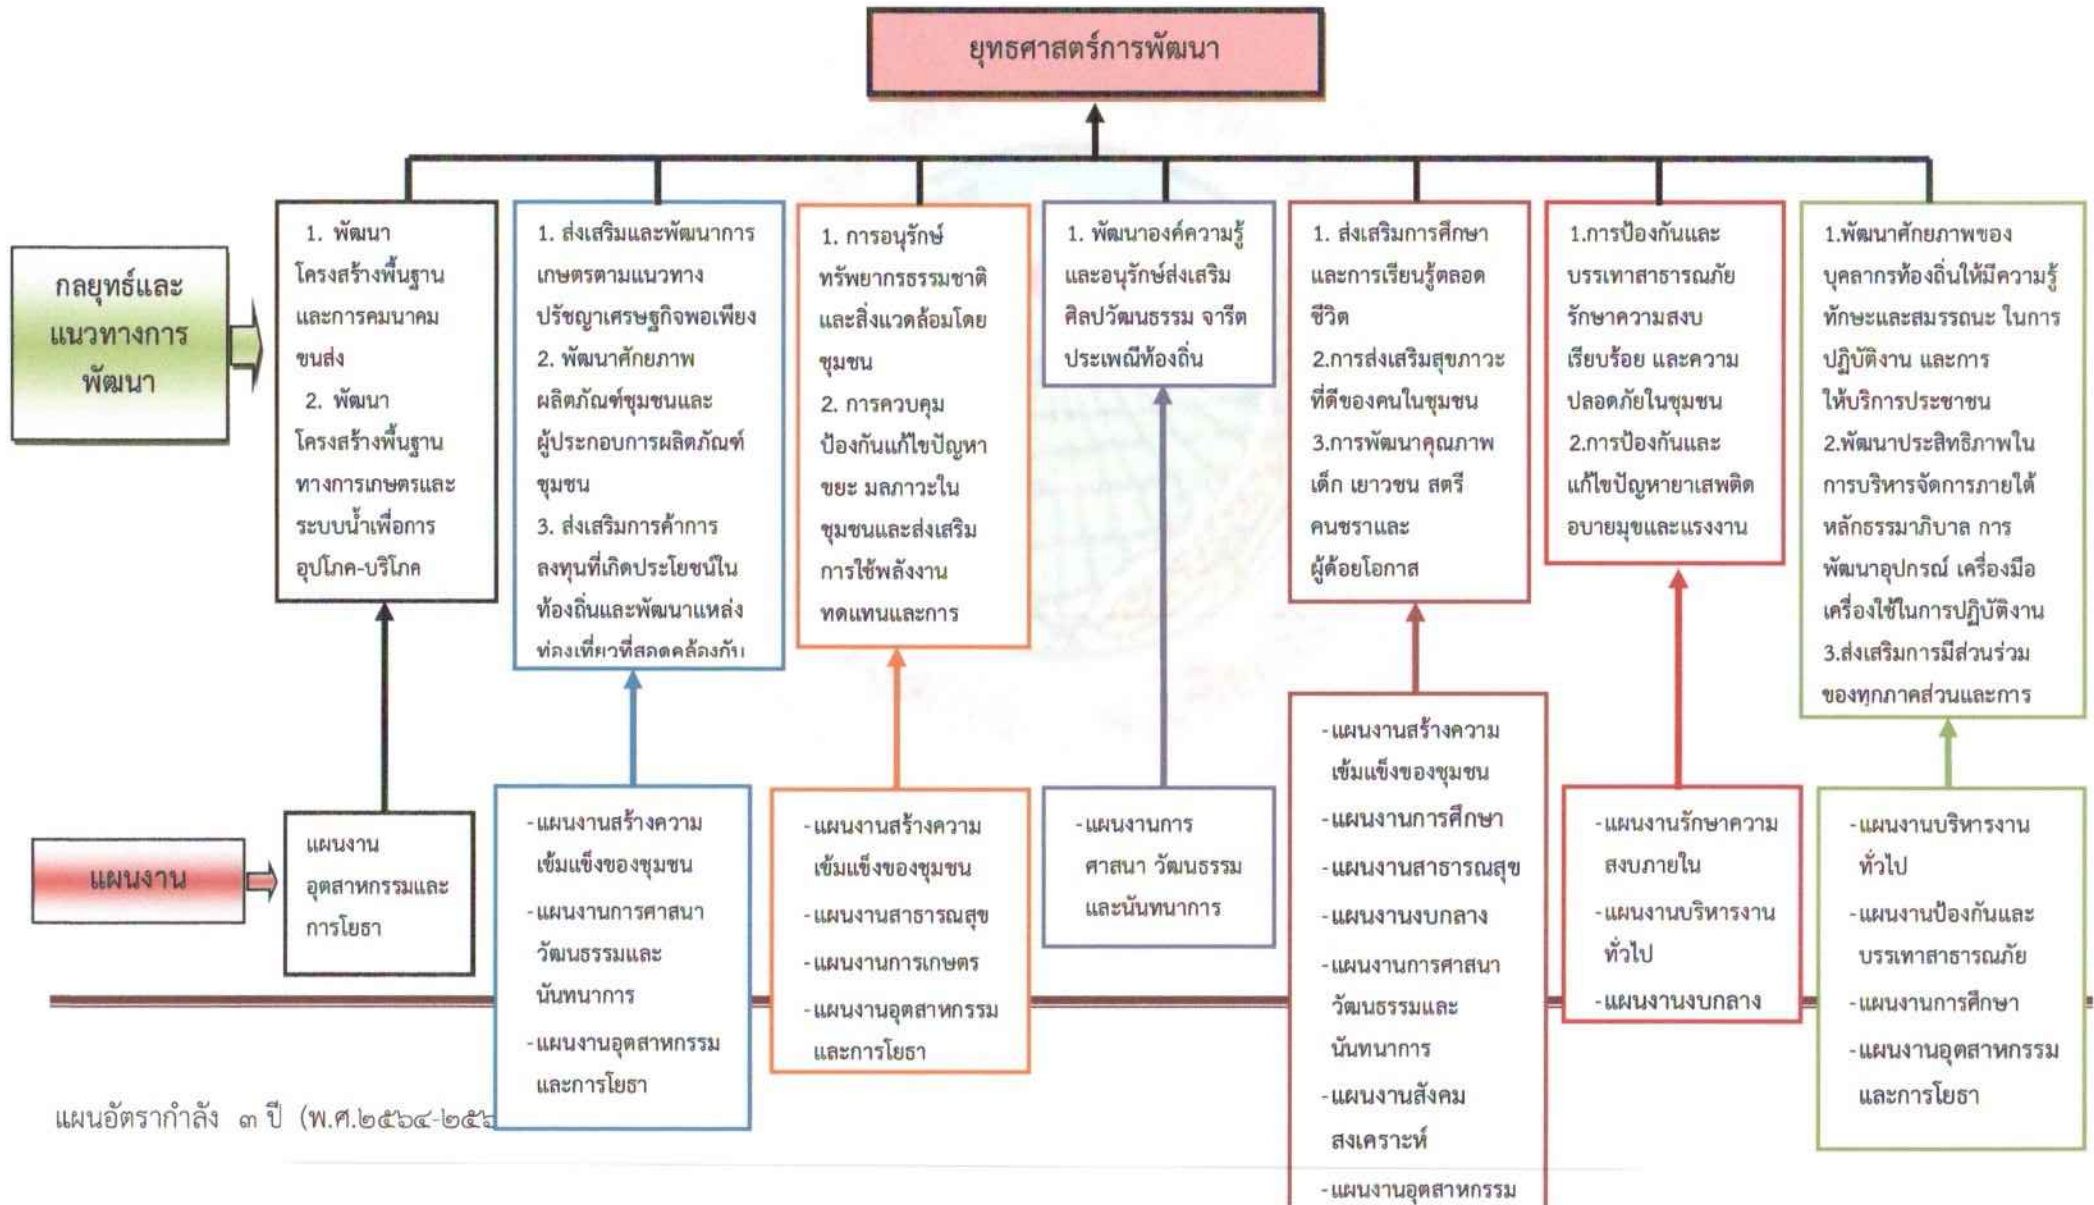 ยุทธศาสตร์การพัฒนา
กลยุทธ์และ
แนวทางการ
พัฒนา
1. พัฒนา
โครงสร้างพื้นฐาน
และการคมนาคม
ขนส่ง
2. พัฒนา
โครงสร้างพื้นฐาน
ทางการเกษตรและ
ระบบน้ำเพื่อการ
อุปโภค-บริโภค
1. ส่งเสริมและพัฒนาการ
เกษตรตามแนวทาง
ปรัชญาเศรษฐกิจพอเพียง
2. พัฒนาศักยภาพ
ผลิตภัณฑ์ชุมชนและ
ผู้ประกอบการผลิตภัณฑ์
ชุมชน
3. ส่งเสริมการค้าการ
ลงทุนที่เกิดประโยชน์ใน
ท้องถิ่นและพัฒนาแหล่ง
ท่องเที่ยวที่สอดคล้องกับ
1. การอนุรักษ์
ทรัพยากรธรรมชาติ
และสิ่งแวดล้อมโดย
ชุมชน
2. การควบคุม
ป้องกันแก้ไขปัญหา
ขยะ มลภาวะใน
ชุมชนและส่งเสริม
การใช้พลังงาน
ทดแทนและการ
1. พัฒนาองค์ความรู้
และอนุรักษ์ส่งเสริม
ศิลปวัฒนธรรม จารีต
ประเพณีท้องถิ่น
1. ส่งเสริมการศึกษา
และการเรียนรู้ตลอด
ชีวิต
2.การส่งเสริมสุขภาวะ
ที่ดีของคนในชุมชน
3.การพัฒนาคุณภาพ
เด็ก เยาวชน สตรี
คนชราและ
ผู้ด้อยโอกาส
1.การป้องกันและ
บรรเทาสาธารณภัย
รักษาความสงบ
เรียบร้อย และความ
ปลอดภัยในชุมชน
2.การป้องกันและ
แก้ไขปัญหายาเสพติด
อบายมุขและแรงงาน
1.พัฒนาศักยภาพของ
บุคลากรท้องถิ่นให้มีความรู้
ทักษะและสมรรถนะ ในการ
ปฏิบัติงาน และการ
ให้บริการประชาชน
2.พัฒนาประสิทธิภาพใน
การบริหารจัดการภายใต้
หลักธรรมาภิบาล การ
พัฒนาอุปกรณ์ เครื่องมือ
เครื่องใช้ในการปฏิบัติงาน
3.ส่งเสริมการมีส่วนร่วม
ของทุกภาคส่วนและการ
แผนงาน
แผนงาน
อุตสาหกรรมและ
การโยธา
-แผนงานสร้างความ
เข้มแข็งของชุมชน
-แผนงานการศาสนา
วัฒนธรรมและ
นันทนาการ
-แผนงานอุตสาหกรรม
และการโยธา
-แผนงานสร้างความ
เข้มแข็งของชุมชน
-แผนงานสาธารณสุข
-แผนงานการเกษตร
-แผนงานอุตสาหกรรม
และการโยธา
-แผนงานการ
ศาสนา วัฒนธรรม
และนันทนาการ
-แผนงานสร้างความ
เข้มแข็งของชุมชน
-แผนงานการศึกษา
-แผนงานสาธารณสุข
-แผนงานงบกลาง
-แผนงานการศาสนา
วัฒนธรรมและ
นันทนาการ
-แผนงานสังคม
สงเคราะห์
-แผนงานอุตสาหกรรม
-แผนงานรักษาความ
สงบภายใน
-แผนงานบริหารงาน
ทั่วไป
-แผนงานงบกลาง
-แผนงานบริหารงาน
ทั่วไป
-แผนงานป้องกันและ
บรรเทาสาธารณภัย
-แผนงานการศึกษา
-แผนงานอุตสาหกรรม
และการโยธา
แผนอัตรากำลัง ๓ ปี (พ.ศ.๒๕๖๔-๒๕๖